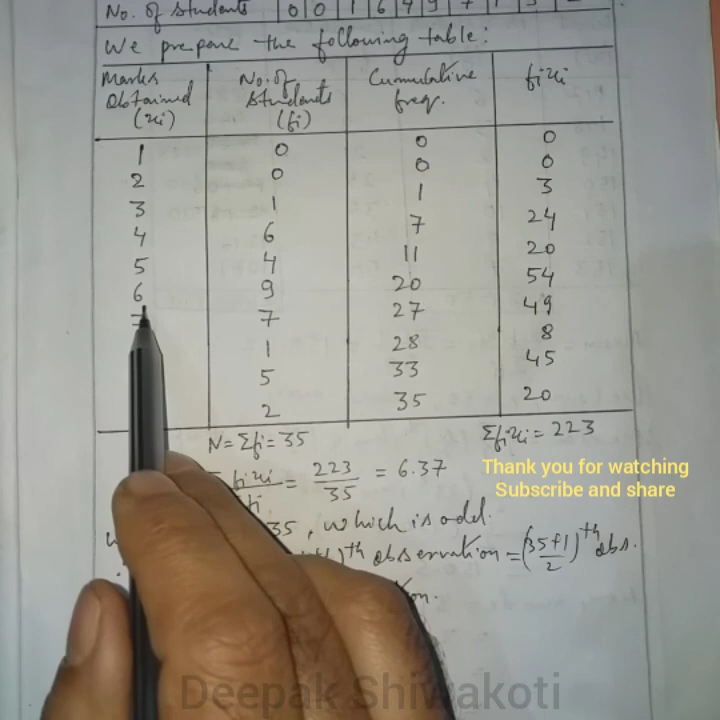 No. of students 0 0 1 6 4 9 7 1 5
We prepare the following table:
Marks Obtained (xi) | No. of Students (fi) | Cumulative freq. | fixi
1 0 0 0
2 0 0 0
3 1 1 3
4 6 7 24
5 4 11 20
6 9 20 54
7 7 27 49
1 28 8
5 33 45
2 35 20
N = Σfi = 35 Σfixi = 223
fixi / fi = 223/35 = 6.37
Thank you for watching
Subscribe and share
35, which is odd.
)th observation = (35+1/2)th obs.
Deepak Shiwakoti